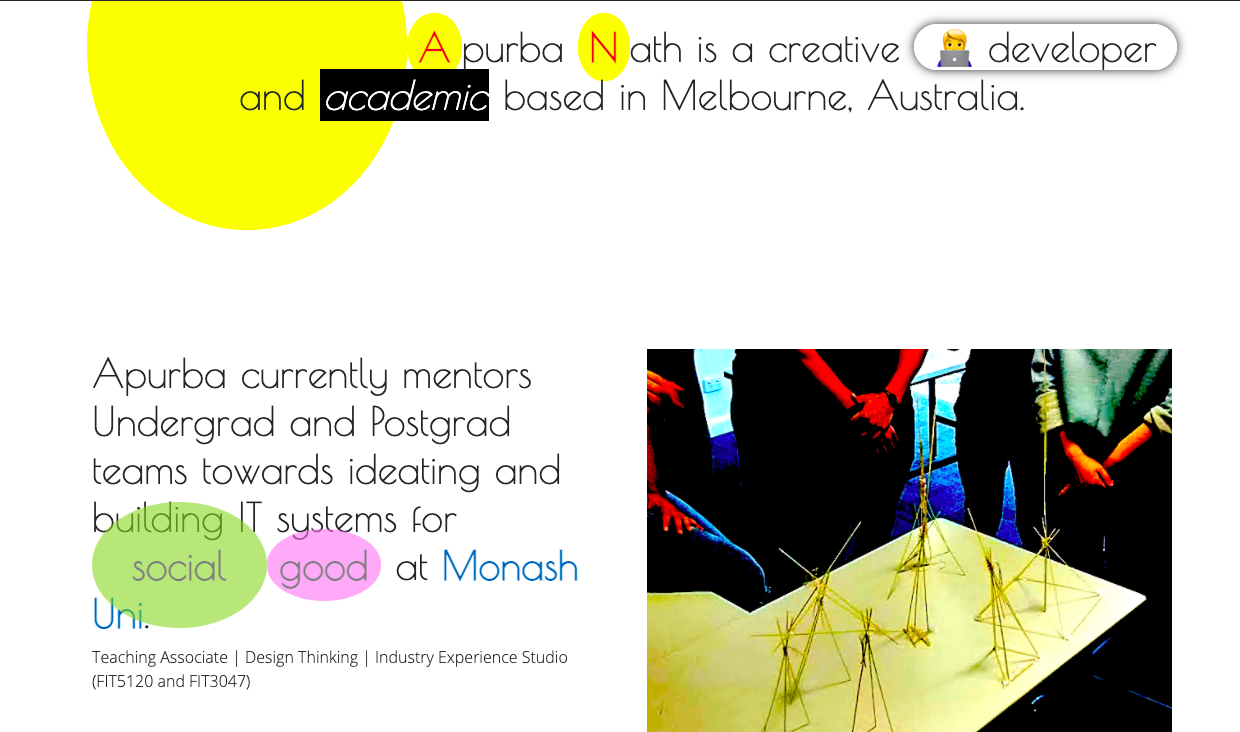 Apurba Nath is a creative 🧑‍💻 developer
and academic based in Melbourne, Australia.
Apurba currently mentors
Undergrad and Postgrad
teams towards ideating and
building IT systems for
social good at Monash
Uni.
Teaching Associate | Design Thinking | Industry Experience Studio
(FIT5120 and FIT3047)